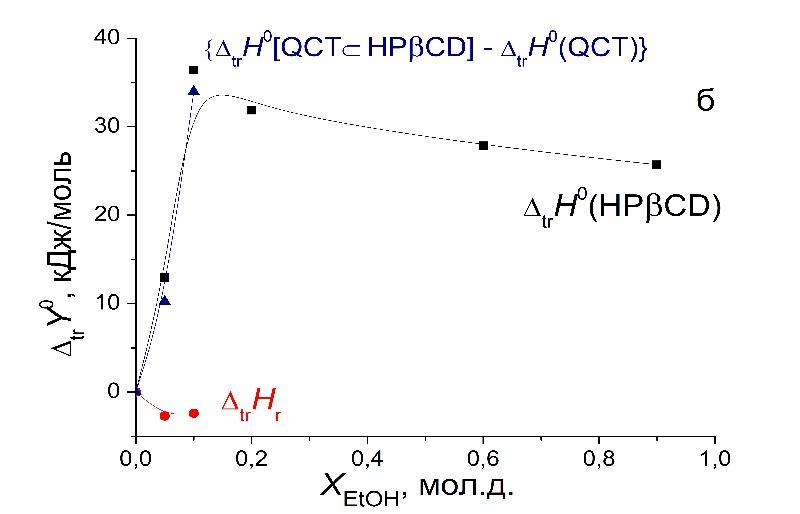 40
{ΔtrH⁰[QCT⊂HPβCD] - ΔtrH⁰(QCT)}
б
30
ΔtrH⁰(HPβCD)
20
ΔtrY⁰, кДж/моль
10
0
ΔtrHr
0,0 0,2 0,4 0,6 0,8 1,0
XEtOH, мол.д.